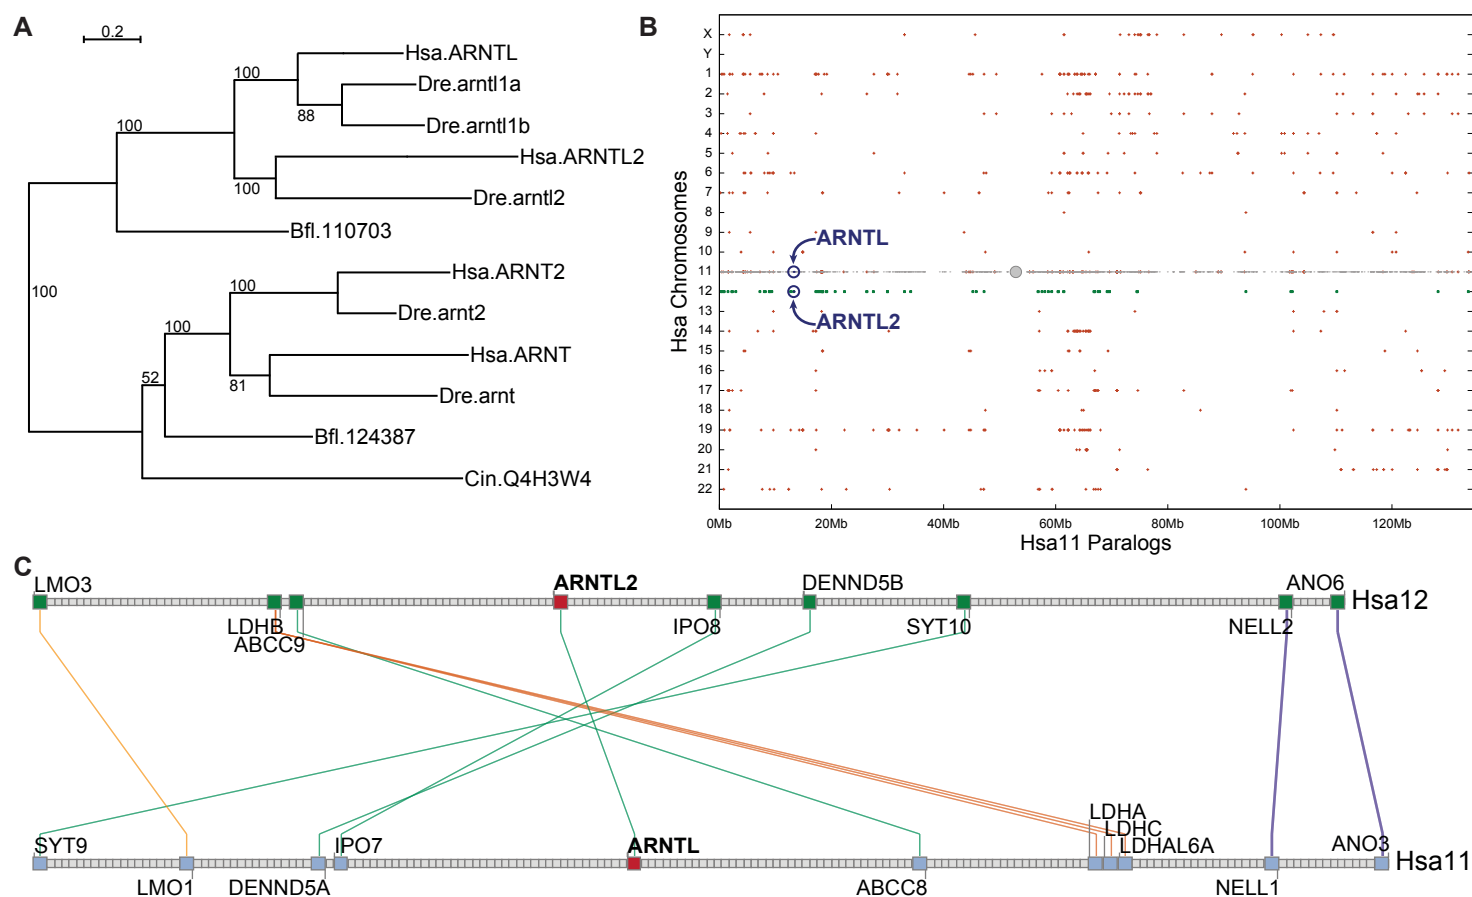 A
0.2
Hsa.ARNTL
100
Dre.arntl1a
88
Dre.arntl1b
100
Hsa.ARNTL2
100
Dre.arntl2
Bfl.110703
100
Hsa.ARNT2
100
Dre.arnt2
100
Hsa.ARNT
81
Dre.arnt
52
Bfl.124387
Cin.Q4H3W4
B
Hsa Chromosomes
X
Y
1
2
3
4
5
6
7
8
9
10
11
12
13
14
15
16
17
18
19
20
21
22
ARNTL
ARNTL2
0Mb 20Mb 40Mb 60Mb 80Mb 100Mb 120Mb
Hsa11 Paralogs
C
LMO3 ARNTL2 DENND5B ANO6
Hsa12
LDHB IPO8 SYT10 NELL2
ABCC9
LDHA
LDHC
SYT9 IPO7 ARNTL LDHAL6A ANO3
Hsa11
LMO1 DENND5A ABCC8 NELL1